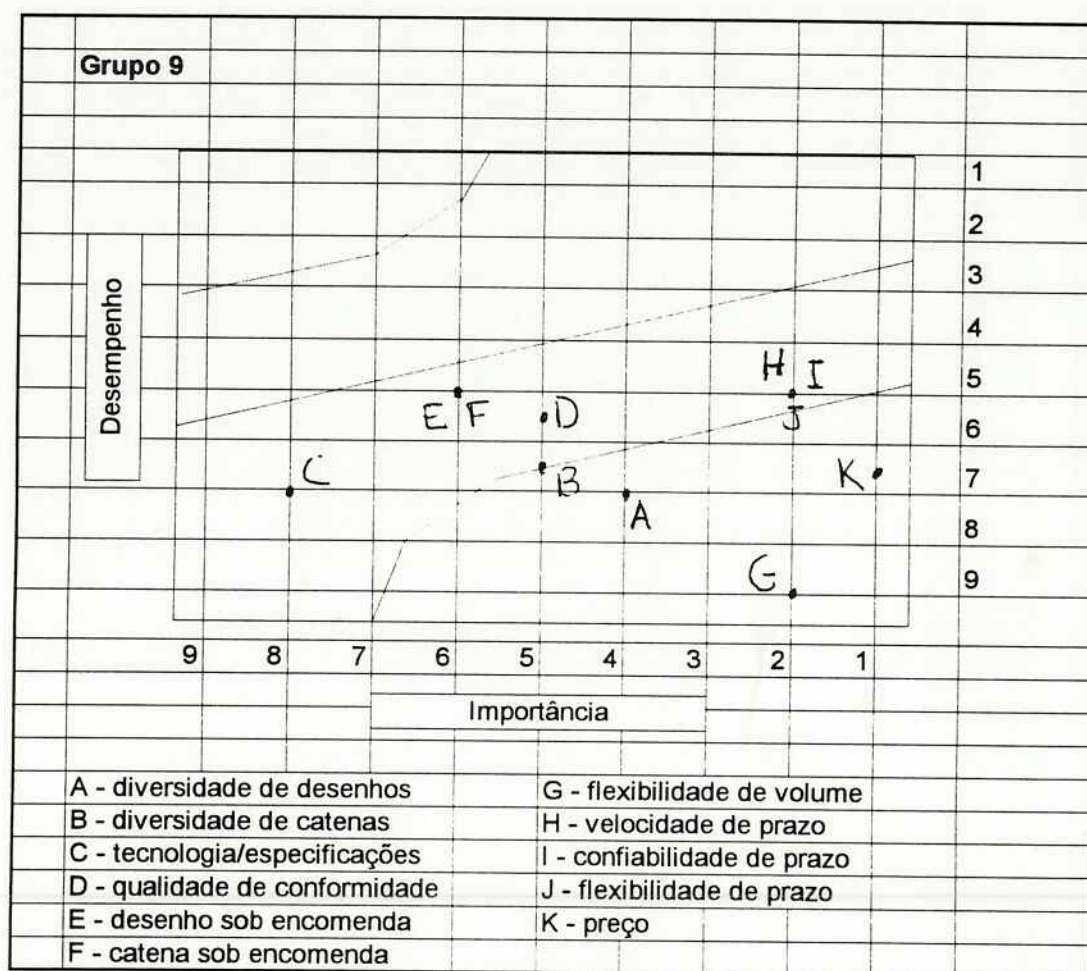 Grupo 9
1
2
3
Desempenho
4
H I
5
E F D J
6
C B K
7
A
8
G
9
9 8 7 6 5 4 3 2 1
Importância
A - diversidade de desenhos
G - flexibilidade de volume
B - diversidade de catenas
H - velocidade de prazo
C - tecnologia/especificações
I - confiabilidade de prazo
D - qualidade de conformidade
J - flexibilidade de prazo
E - desenho sob encomenda
K - preço
F - catena sob encomenda